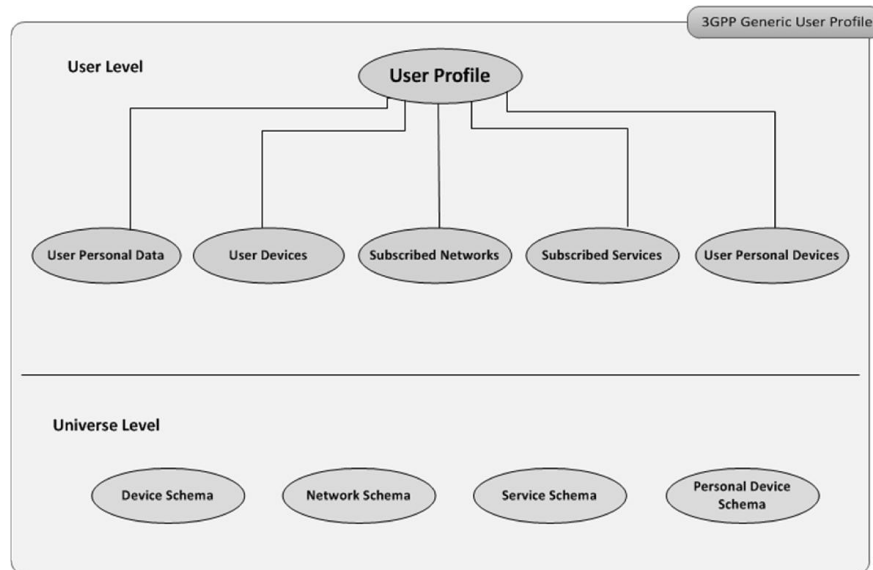 3GPP Generic User Profile
User Level
User Profile
User Personal Data
User Devices
Subscribed Networks
Subscribed Services
User Personal Devices
Universe Level
Device Schema
Network Schema
Service Schema
Personal Device
Schema